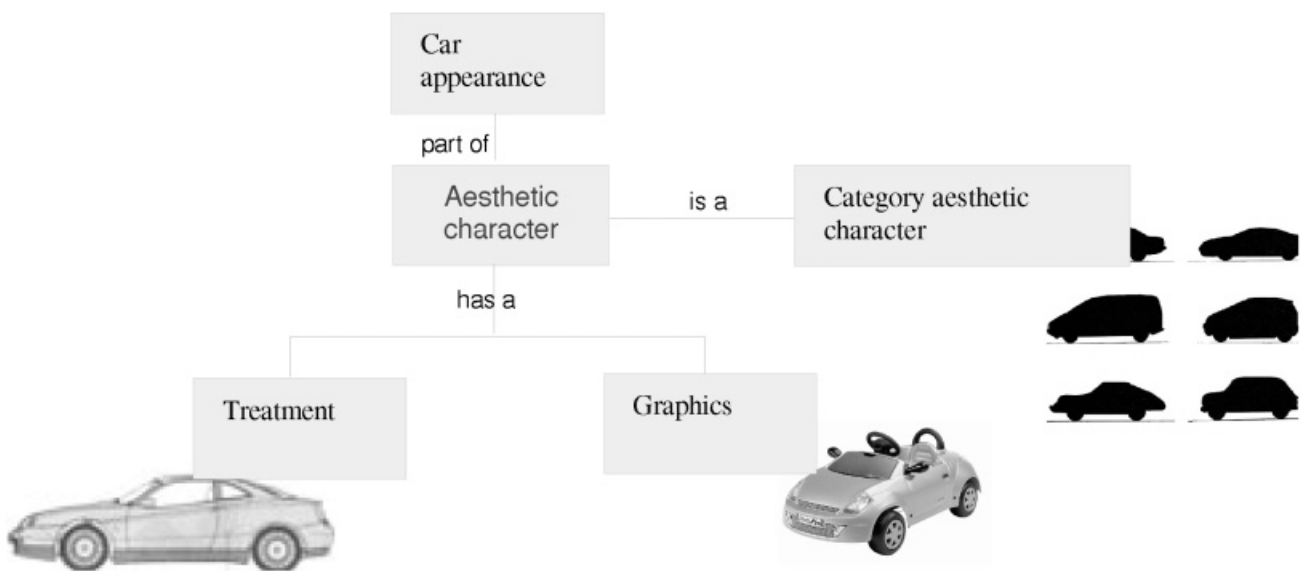 Car
appearance
part of
Aesthetic
character
is a
Category aesthetic
character
has a
Treatment
Graphics